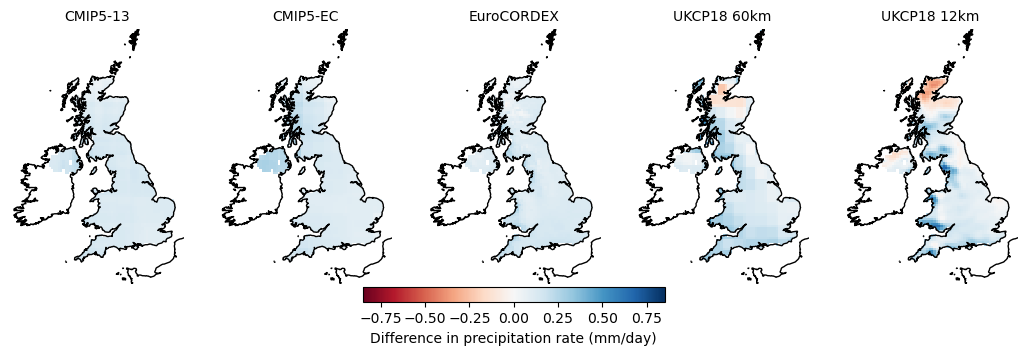 CMIP5-13 CMIP5-EC EuroCORDEX UKCP18 60km UKCP18 12km
−0.75 −0.50 −0.25 0.00 0.25 0.50 0.75
Difference in precipitation rate (mm/day)